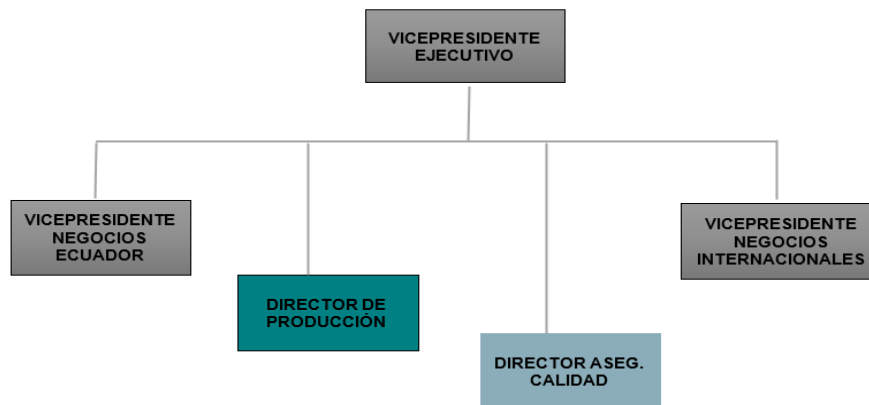 VICEPRESIDENTE
EJECUTIVO
VICEPRESIDENTE
NEGOCIOS
ECUADOR
VICEPRESIDENTE
NEGOCIOS
INTERNACIONALES
DIRECTOR DE
PRODUCCIÓN
DIRECTOR ASEG.
CALIDAD